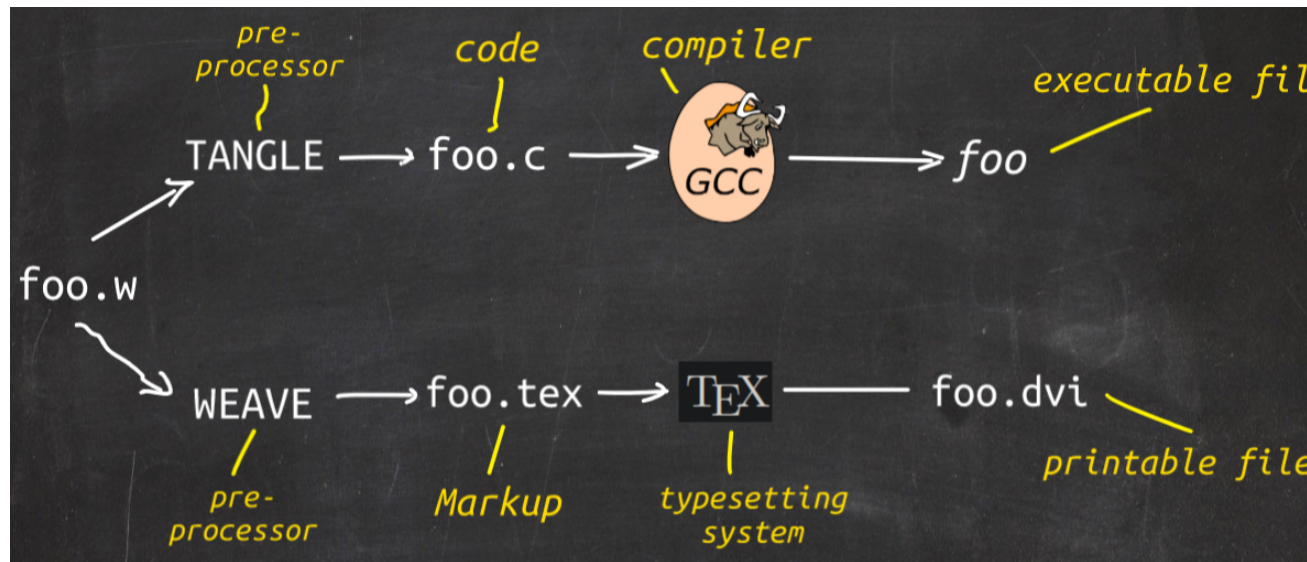 pre-
processor
code
compiler
executable fil
TANGLE
foo.c
GCC
foo
foo.w
WEAVE
foo.tex
TEX
foo.dvi
pre-
processor
Markup
typesetting
system
printable file